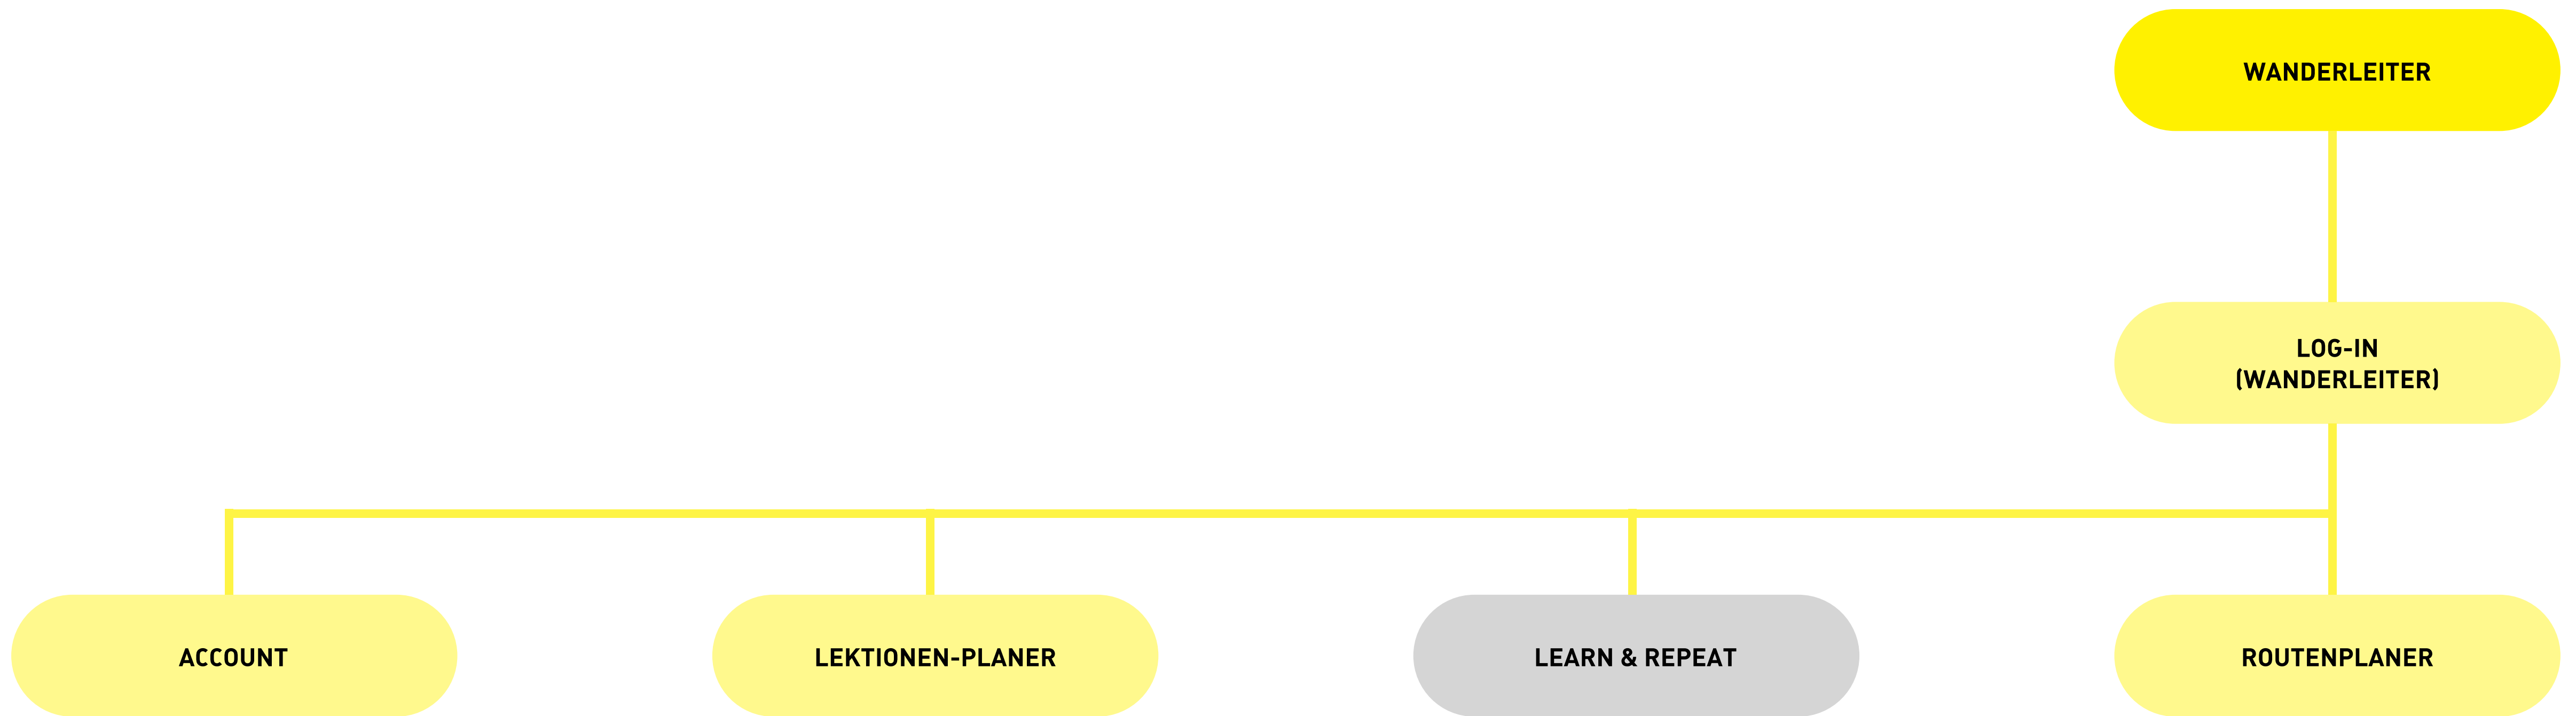 WANDERLEITER
LOG-IN
(WANDERLEITER)
ACCOUNT
LEKTIONEN-PLANER
LEARN & REPEAT
ROUTENPLANER